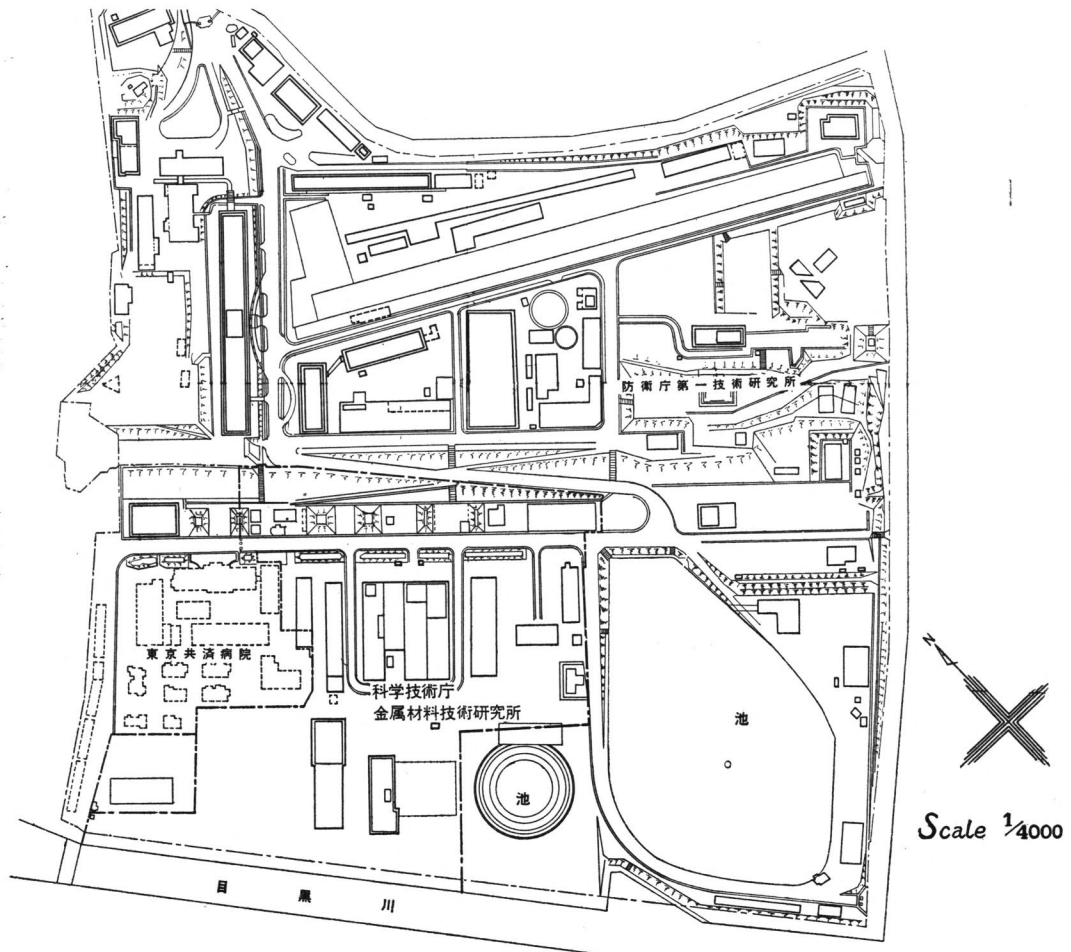 防衛庁第一技術研究所
東京共済病院
科学技術庁
金属材料技術研究所
池
池
N
Scale 1/4000
目黒川